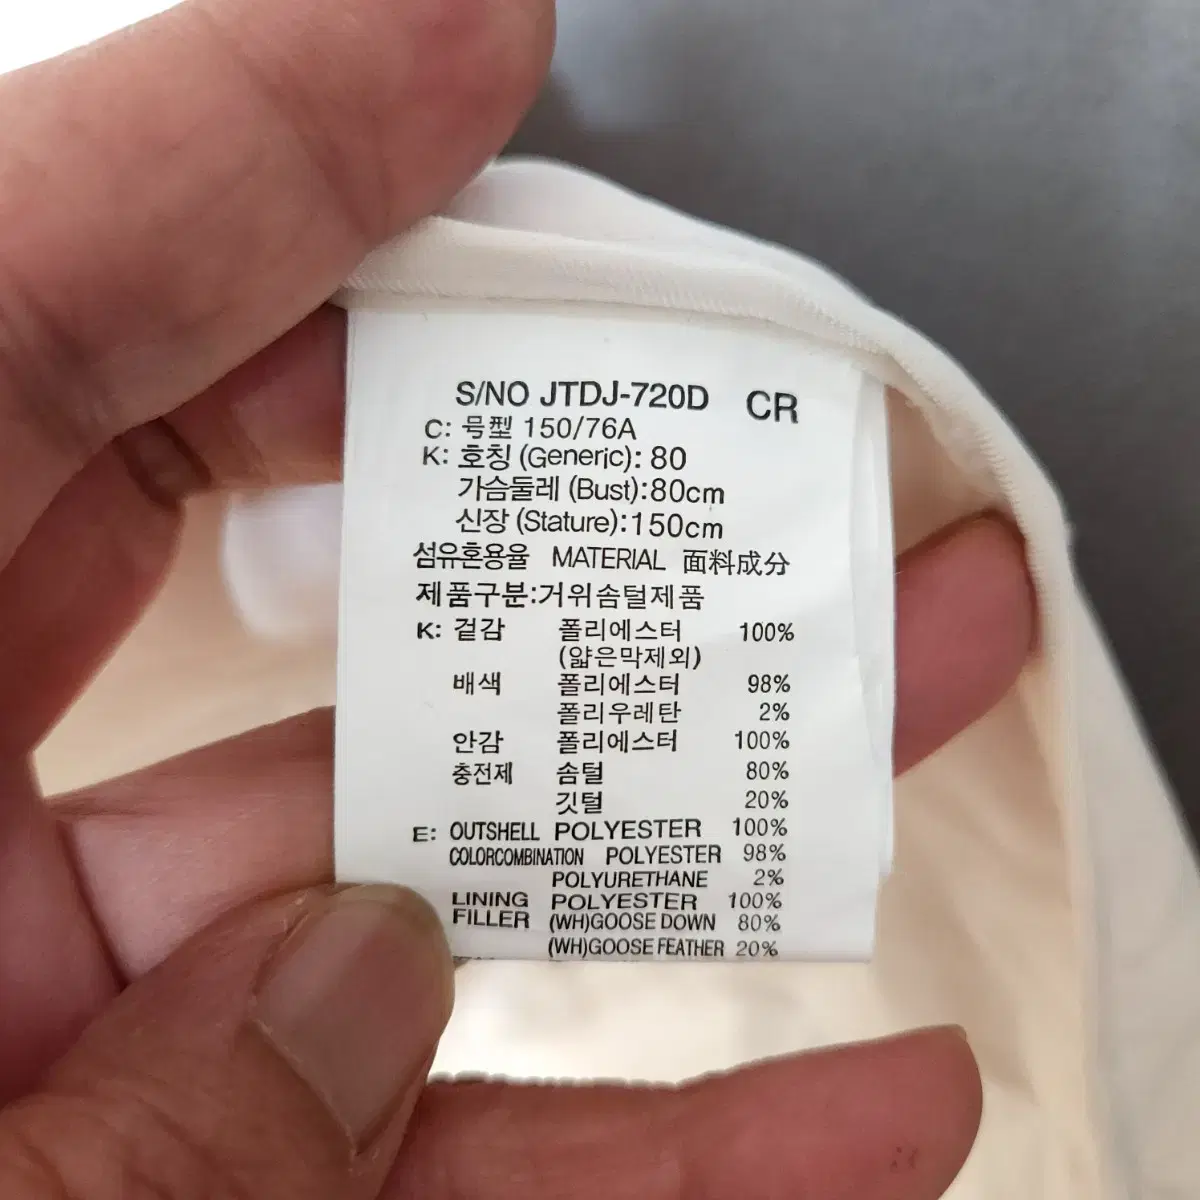 S/NO JTDJ-720D CR
C: 号型 150/76A
K: 호칭 (Generic): 80
가슴둘레 (Bust):80cm
신장 (Stature):150cm
섬유혼용율 MATERIAL 面料成分
제품구분:거위솜털제품
K: 겉감 폴리에스터 100%
(얇은막제외)
배색 폴리에스터 98%
폴리우레탄 2%
안감 폴리에스터 100%
충전제 솜털 80%
깃털 20%
E: OUTSHELL POLYESTER 100%
COLORCOMBINATION POLYESTER 98%
POLYURETHANE 2%
LINING POLYESTER 100%
FILLER (WH)GOOSE DOWN 80%
(WH)GOOSE FEATHER 20%